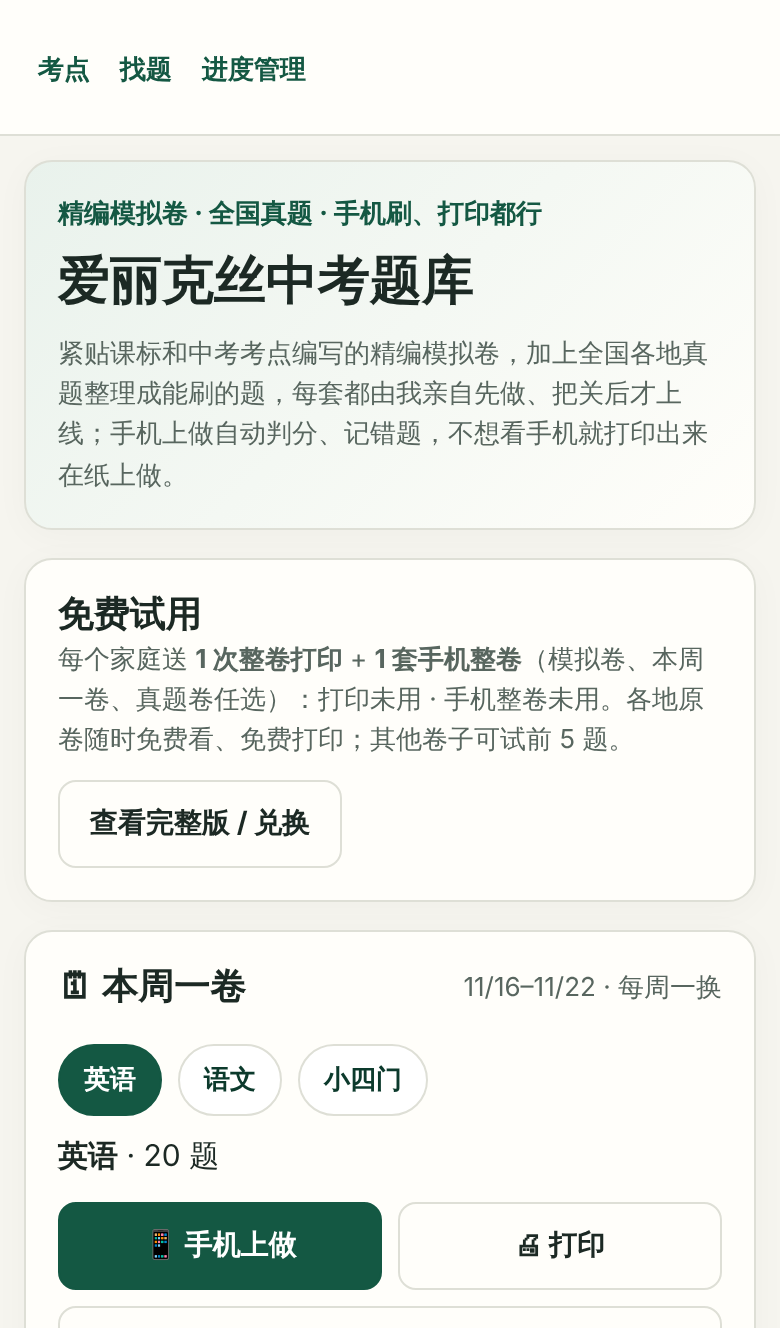 考点 找题 进度管理
精编模拟卷 · 全国真题 · 手机刷、打印都行
爱丽克丝中考题库
紧贴课标和中考考点编写的精编模拟卷，加上全国各地真
题整理成能刷的题，每套都由我亲自先做、把关后才上
线；手机上做自动判分、记错题，不想看手机就打印出来
在纸上做。
免费试用
每个家庭送 1 次整卷打印 + 1 套手机整卷（模拟卷、本周
一卷、真题卷任选）：打印未用 · 手机整卷未用。各地原
卷随时免费看、免费打印；其他卷子可试前 5 题。
查看完整版 / 兑换
🗓 本周一卷 11/16–11/22 · 每周一换
英语 语文 小四门
英语 · 20 题
📱 手机上做 🖨 打印